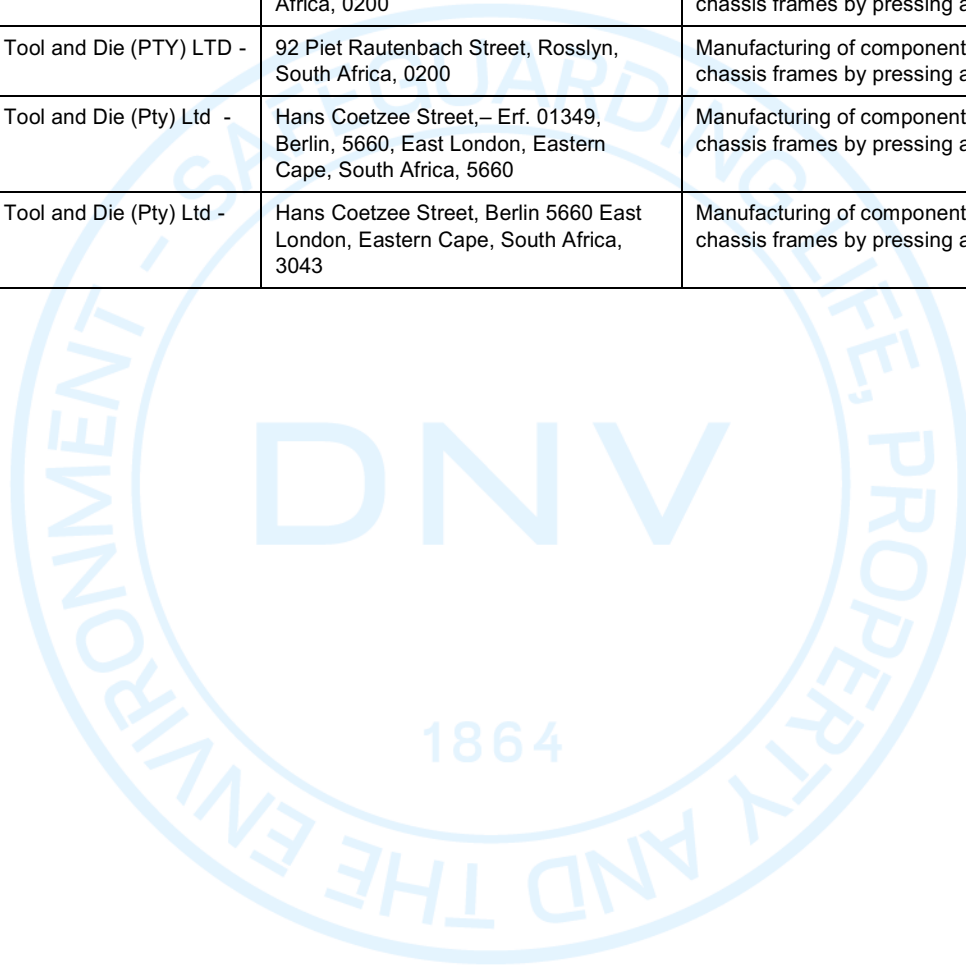 Africa, 0200
chassis frames by pressing a
Tool and Die (PTY) LTD -
92 Piet Rautenbach Street, Rosslyn,
South Africa, 0200
Manufacturing of component
chassis frames by pressing a
Tool and Die (Pty) Ltd -
Hans Coetzee Street,– Erf. 01349,
Berlin, 5660, East London, Eastern
Cape, South Africa, 5660
Manufacturing of component
chassis frames by pressing a
Tool and Die (Pty) Ltd -
Hans Coetzee Street, Berlin 5660 East
London, Eastern Cape, South Africa,
3043
Manufacturing of component
chassis frames by pressing a
SAFEGUARDING LIFE, PROPERTY AND THE ENVIRONMENT -
DNV
1864